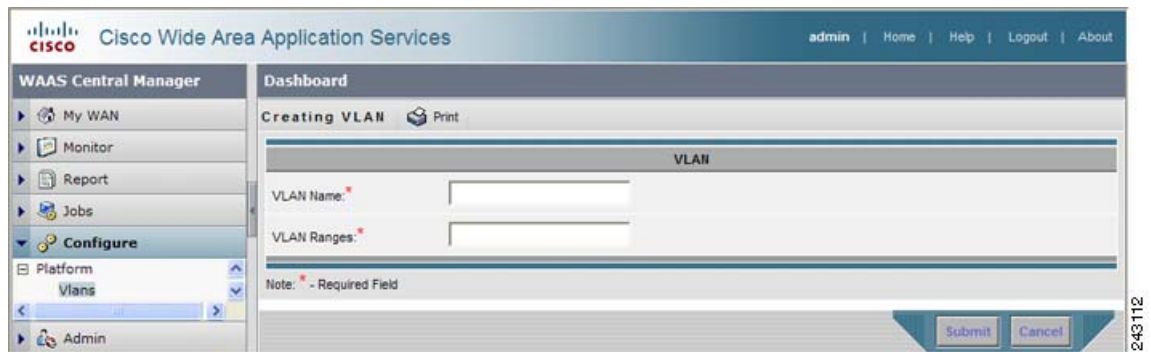 CISCO
Cisco Wide Area Application Services
admin | Home | Help | Logout | About
WAAS Central Manager
Dashboard
My WAN
Monitor
Report
Jobs
Configure
Platform
Vlans
Admin
Creating VLAN
Print
VLAN
VLAN Name:*
VLAN Ranges:*
Note: * - Required Field
Submit
Cancel
243112